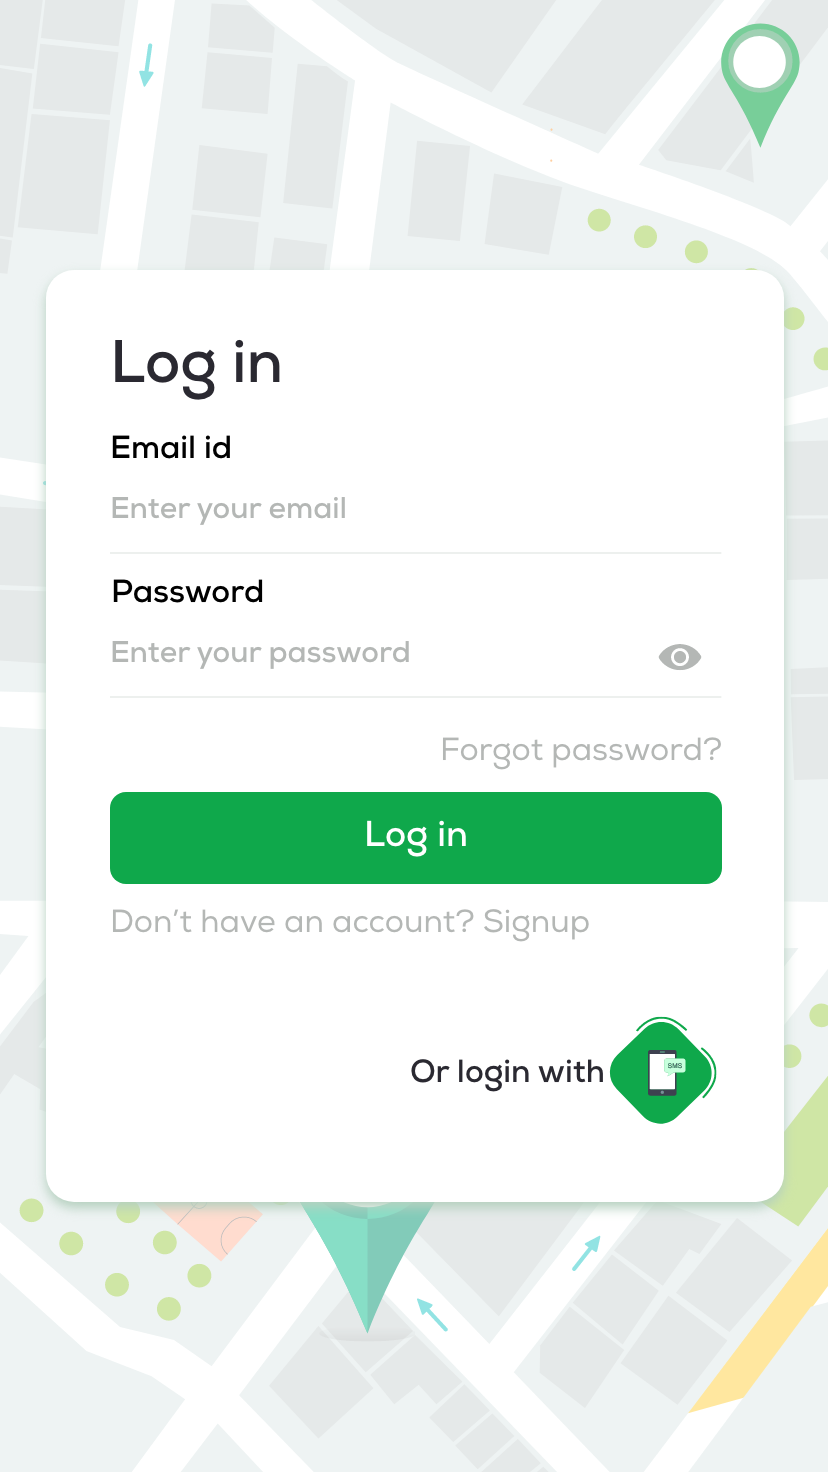 Log in
Email id
Enter your email
Password
Enter your password
Forgot password?
Log in
Don’t have an account? Signup
Or login with
SMS